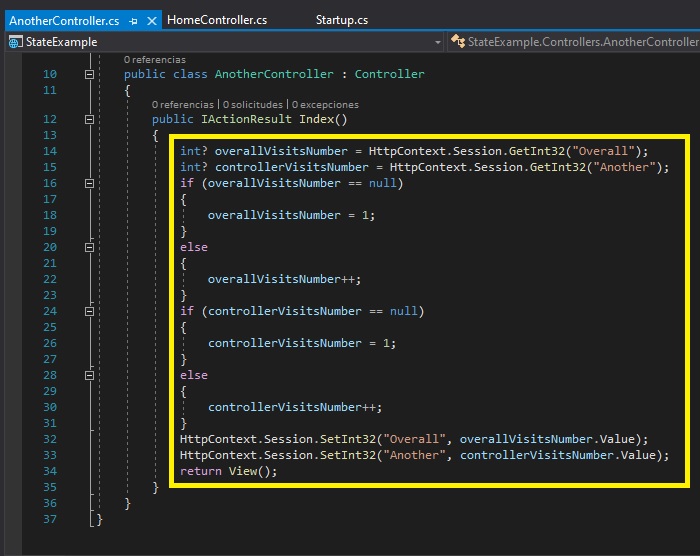 AnotherController.cs HomeController.cs Startup.cs
StateExample StateExample.Controllers.AnotherController
0 referencias
10 public class AnotherController : Controller
11 {
0 referencias | 0 solicitudes | 0 excepciones
12 public IActionResult Index()
13 {
14 int? overallVisitsNumber = HttpContext.Session.GetInt32("Overall");
15 int? controllerVisitsNumber = HttpContext.Session.GetInt32("Another");
16 if (overallVisitsNumber == null)
17 {
18 overallVisitsNumber = 1;
19 }
20 else
21 {
22 overallVisitsNumber++;
23 }
24 if (controllerVisitsNumber == null)
25 {
26 controllerVisitsNumber = 1;
27 }
28 else
29 {
30 controllerVisitsNumber++;
31 }
32 HttpContext.Session.SetInt32("Overall", overallVisitsNumber.Value);
33 HttpContext.Session.SetInt32("Another", controllerVisitsNumber.Value);
34 return View();
35 }
36 }
37 }